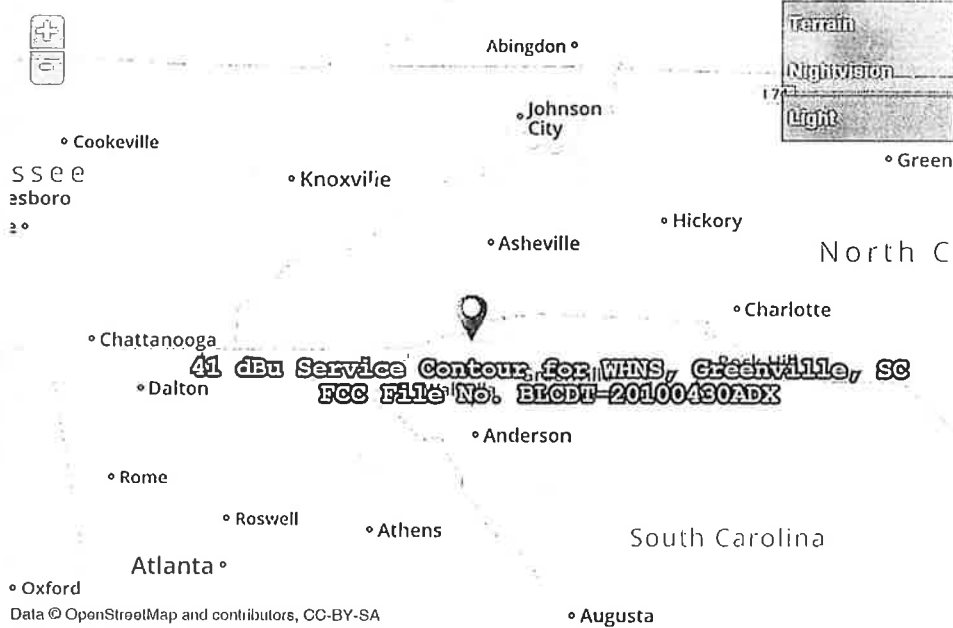 Abingdon
Terrain
Nightvision
Light
Johnson
City
Cookeville
ssee
esboro
Green
Knoxville
Hickory
Asheville
North C
Charlotte
Chattanooga
41 dBu Service Contour for WHNS, Greenville, SC
FCC File No. BLCDT-20100430ADX
Dalton
Anderson
Rome
Roswell
Athens
South Carolina
Atlanta
Oxford
Data © OpenStreetMap and contributors, CC-BY-SA
Augusta